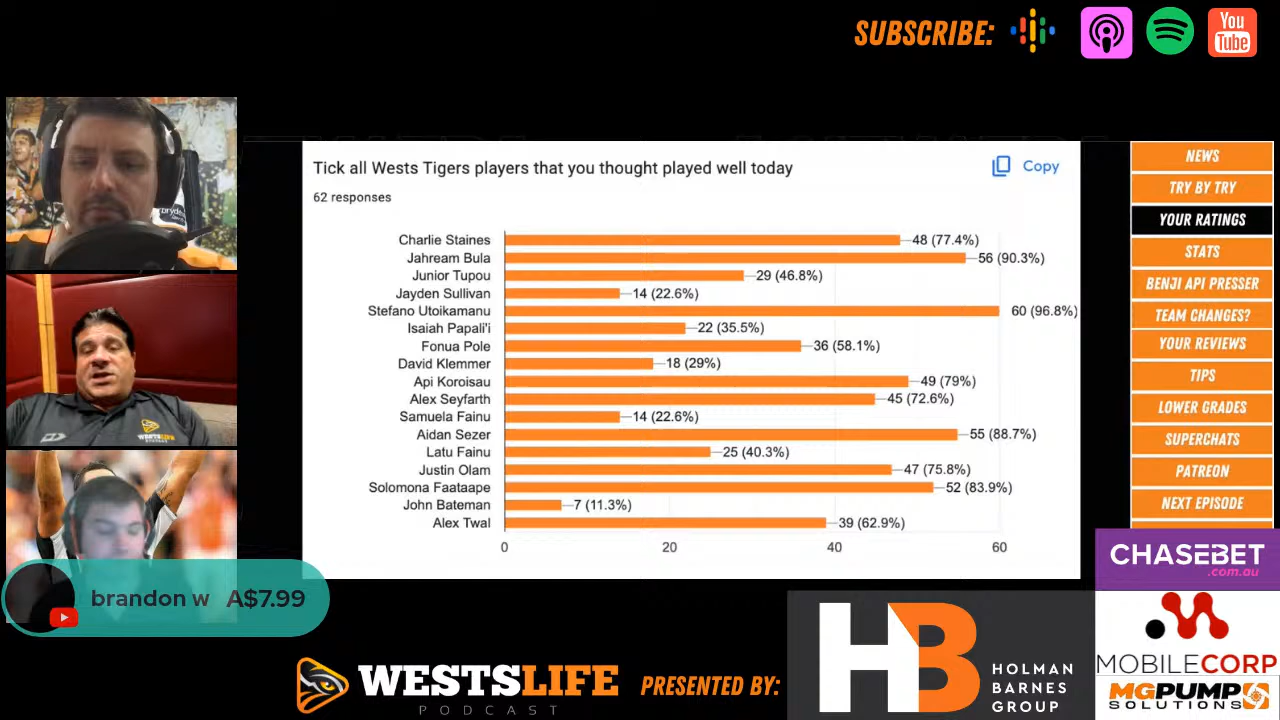 SUBSCRIBE:
You
Tube
Tick all Wests Tigers players that you thought played well today
Copy
62 responses
Charlie Staines 48 (77.4%)
Jahream Bula 56 (90.3%)
Junior Tupou 29 (46.8%)
Jayden Sullivan 14 (22.6%)
Stefano Utoikamanu 60 (96.8%)
Isaiah Papali'i 22 (35.5%)
Fonua Pole 36 (58.1%)
David Klemmer 18 (29%)
Api Koroisau 49 (79%)
Alex Seyfarth 45 (72.6%)
Samuela Fainu 14 (22.6%)
Aidan Sezer 55 (88.7%)
Latu Fainu 25 (40.3%)
Justin Olam 47 (75.8%)
Solomona Faataape 52 (83.9%)
John Bateman 7 (11.3%)
Alex Twal 39 (62.9%)
0 20 40 60
NEWS
TRY BY TRY
YOUR RATINGS
STATS
BENJI API PRESSER
TEAM CHANGES?
YOUR REVIEWS
TIPS
LOWER GRADES
SUPERCHATS
PATREON
NEXT EPISODE
WESTSLIFE
brandon w A$7.99
WESTSLIFE
PODCAST
PRESENTED BY:
HB
HOLMAN
BARNES
GROUP
CHASEBET
.com.au
MOBILECORP
MGPUMP
SOLUTIONS